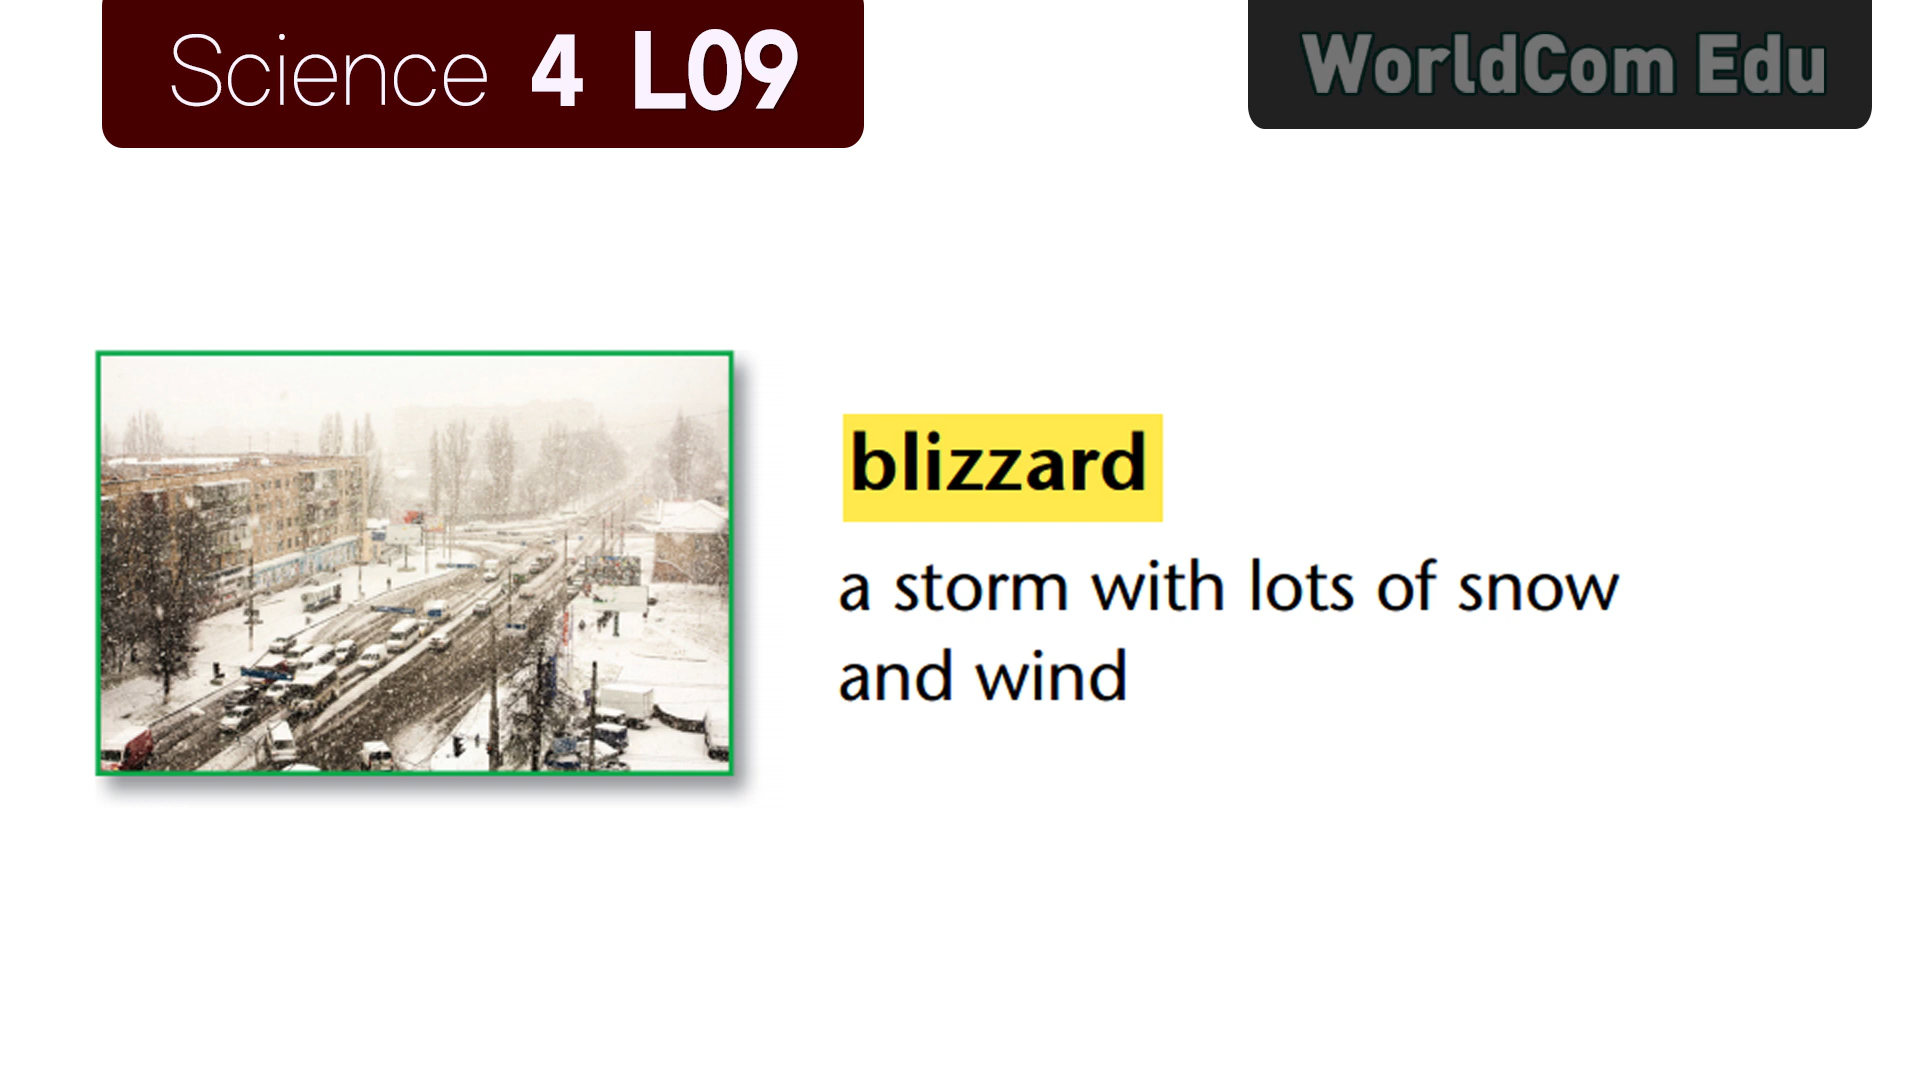 Science 4 L09
WorldCom Edu
blizzard
a storm with lots of snow
and wind